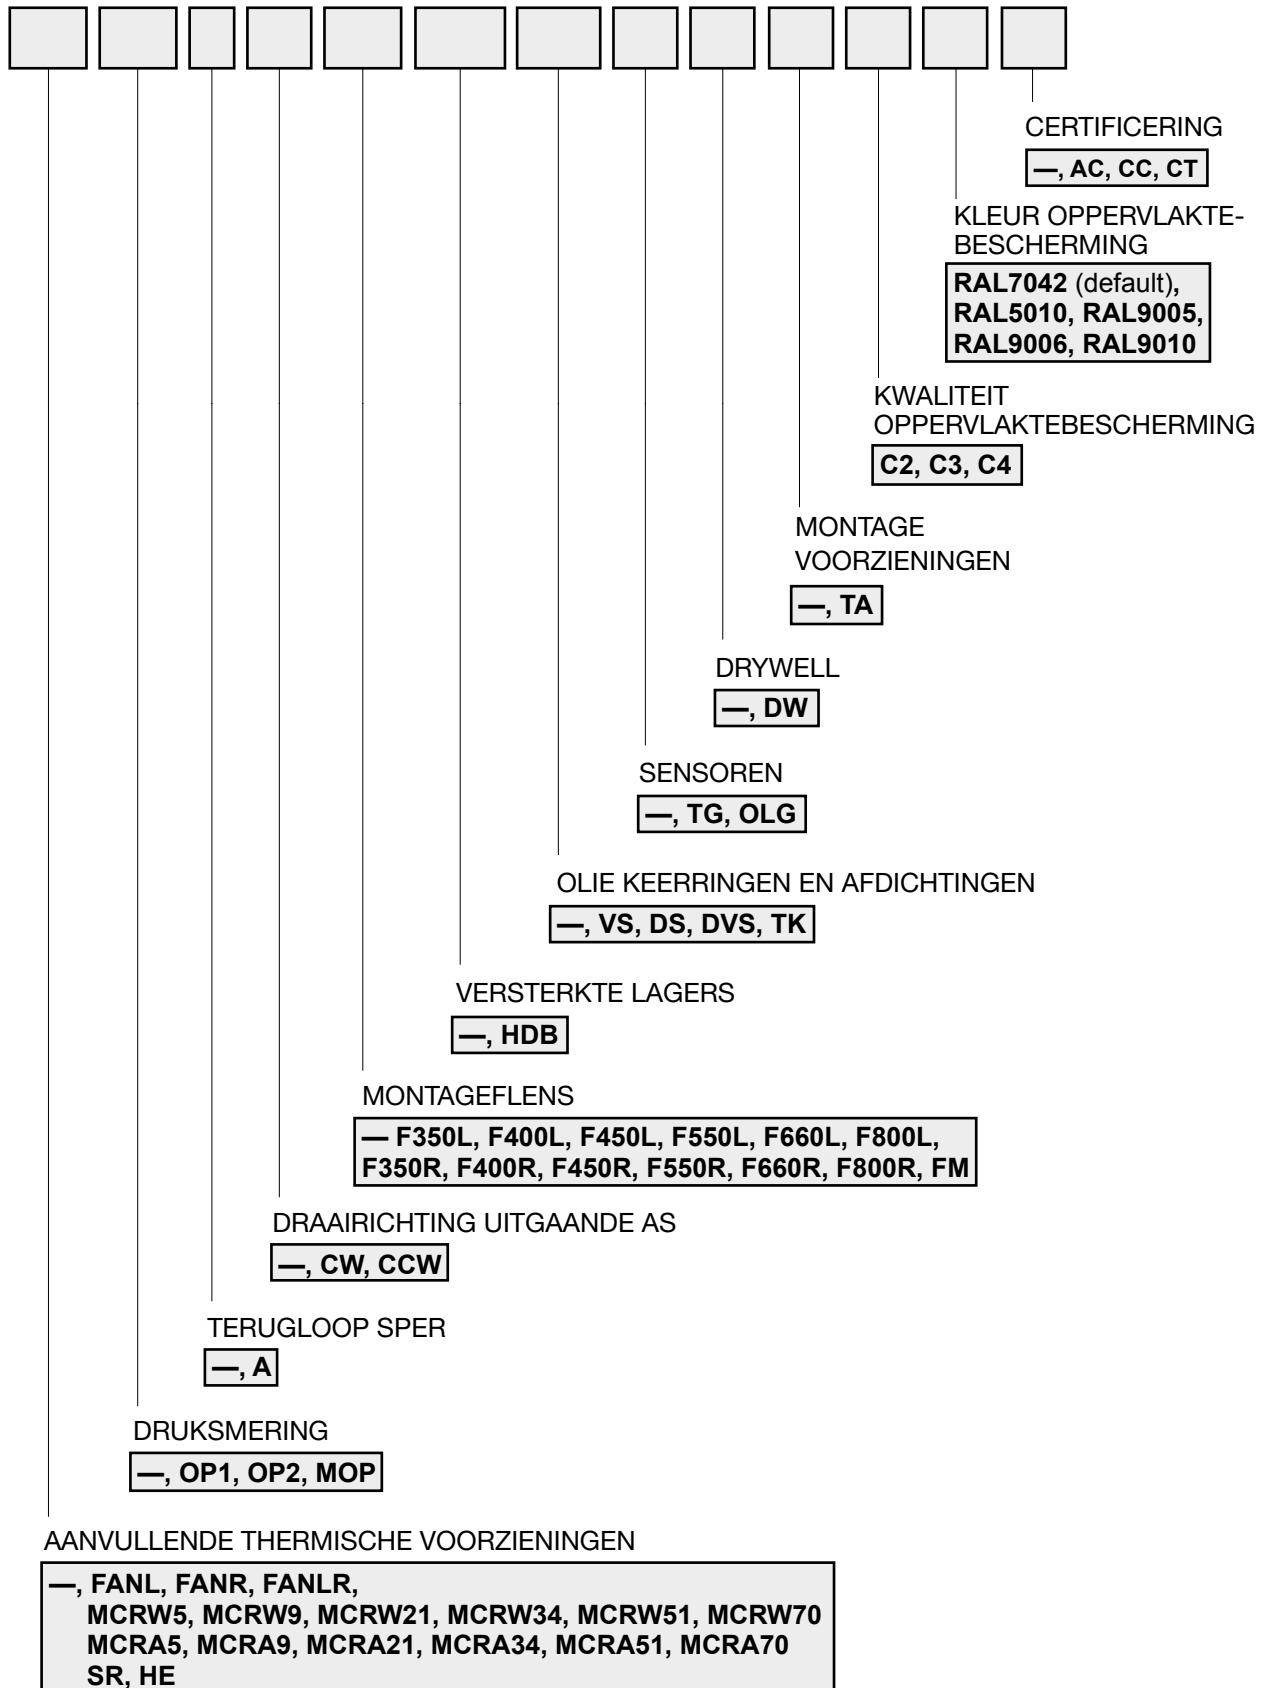 CERTIFICERING
—, AC, CC, CT
KLEUR OPPERVLAKTE-
BESCHERMING
RAL7042 (default),
RAL5010, RAL9005,
RAL9006, RAL9010
KWALITEIT
OPPERVLAKTEBESCHERMING
C2, C3, C4
MONTAGE
VOORZIENINGEN
—, TA
DRYWELL
—, DW
SENSOREN
—, TG, OLG
OLIE KEERRINGEN EN AFDICHTINGEN
—, VS, DS, DVS, TK
VERSTERKTE LAGERS
—, HDB
MONTAGEFLENS
— F350L, F400L, F450L, F550L, F660L, F800L,
F350R, F400R, F450R, F550R, F660R, F800R, FM
DRAAIRICHTING UITGAANDE AS
—, CW, CCW
TERUGLOOP SPER
—, A
DRUKSMERING
—, OP1, OP2, MOP
AANVULLENDE THERMISCHE VOORZIENINGEN
—, FANL, FANR, FANLR,
MCRW5, MCRW9, MCRW21, MCRW34, MCRW51, MCRW70
MCRA5, MCRA9, MCRA21, MCRA34, MCRA51, MCRA70
SR, HE